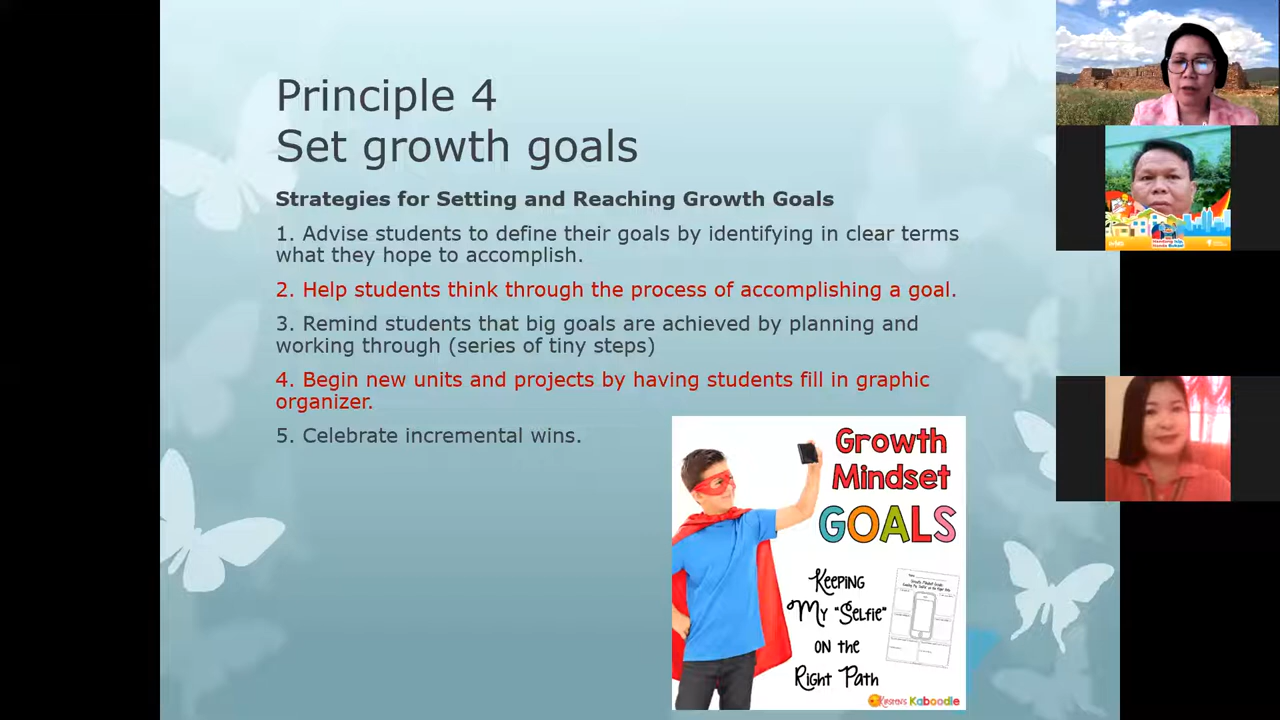 Principle 4
Set growth goals
Strategies for Setting and Reaching Growth Goals
1. Advise students to define their goals by identifying in clear terms
what they hope to accomplish.
2. Help students think through the process of accomplishing a goal.
3. Remind students that big goals are achieved by planning and
working through (series of tiny steps)
4. Begin new units and projects by having students fill in graphic
organizer.
5. Celebrate incremental wins.
Growth
Mindset
GOALS
Keeping
My "Selfie"
on the
Right Path
Kirsten's Kaboodle